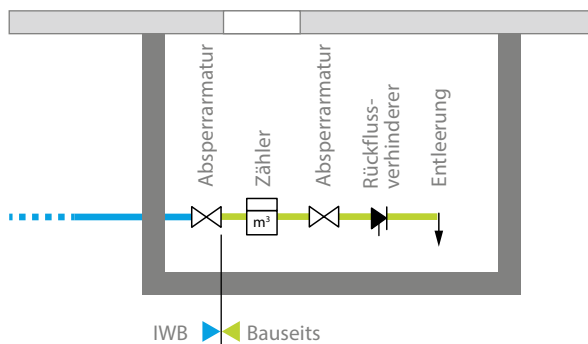 Absperrarmatur
Zähler
Absperrarmatur
Rückfluss-
verhinderer
Entleerung
m³
IWB
Bauseits